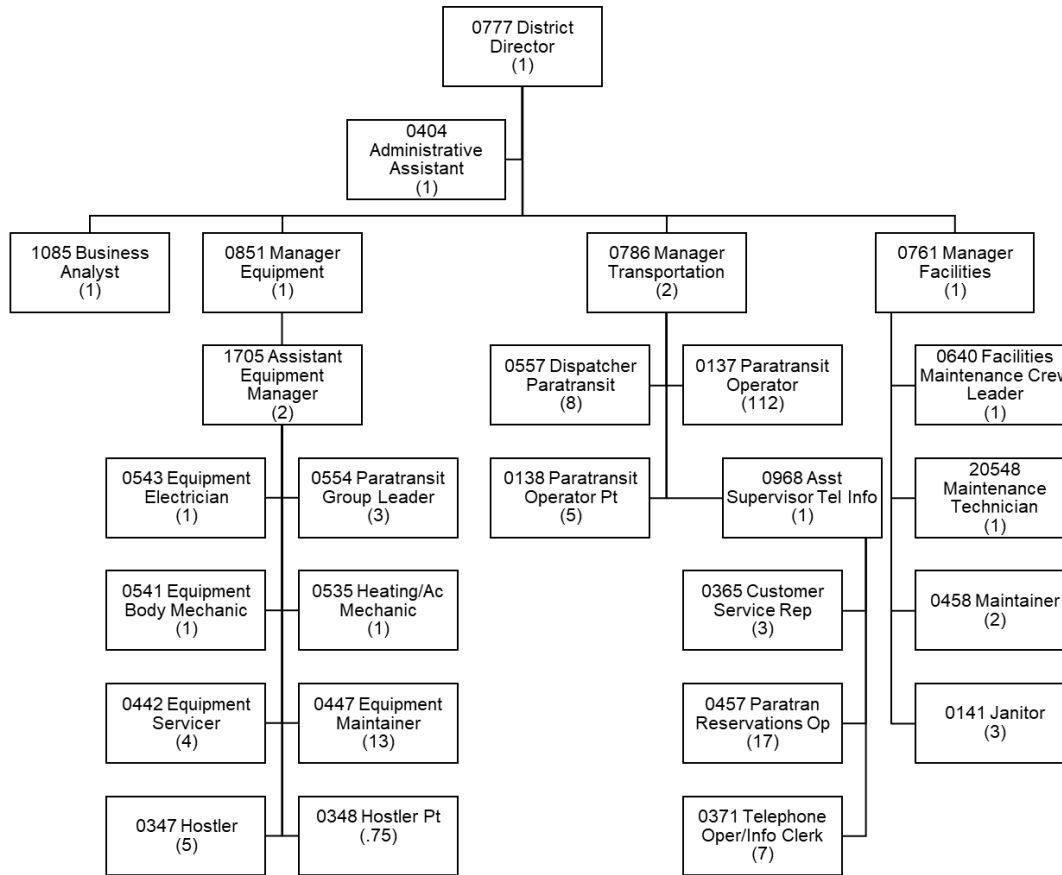 0777 District
Director
(1)
0404
Administrative
Assistant
(1)
1085 Business
Analyst
(1)
0851 Manager
Equipment
(1)
0786 Manager
Transportation
(2)
0761 Manager
Facilities
(1)
1705 Assistant
Equipment
Manager
(2)
0557 Dispatcher
Paratransit
(8)
0137 Paratransit
Operator
(112)
0640 Facilities
Maintenance Crew
Leader
(1)
0543 Equipment
Electrician
(1)
0554 Paratransit
Group Leader
(3)
0138 Paratransit
Operator Pt
(5)
0968 Asst
Supervisor Tel Info
(1)
20548
Maintenance
Technician
(1)
0541 Equipment
Body Mechanic
(1)
0535 Heating/Ac
Mechanic
(1)
0365 Customer
Service Rep
(3)
0458 Maintainer
(2)
0442 Equipment
Servicer
(4)
0447 Equipment
Maintainer
(13)
0457 Paratran
Reservations Op
(17)
0141 Janitor
(3)
0347 Hostler
(5)
0348 Hostler Pt
(.75)
0371 Telephone
Oper/Info Clerk
(7)